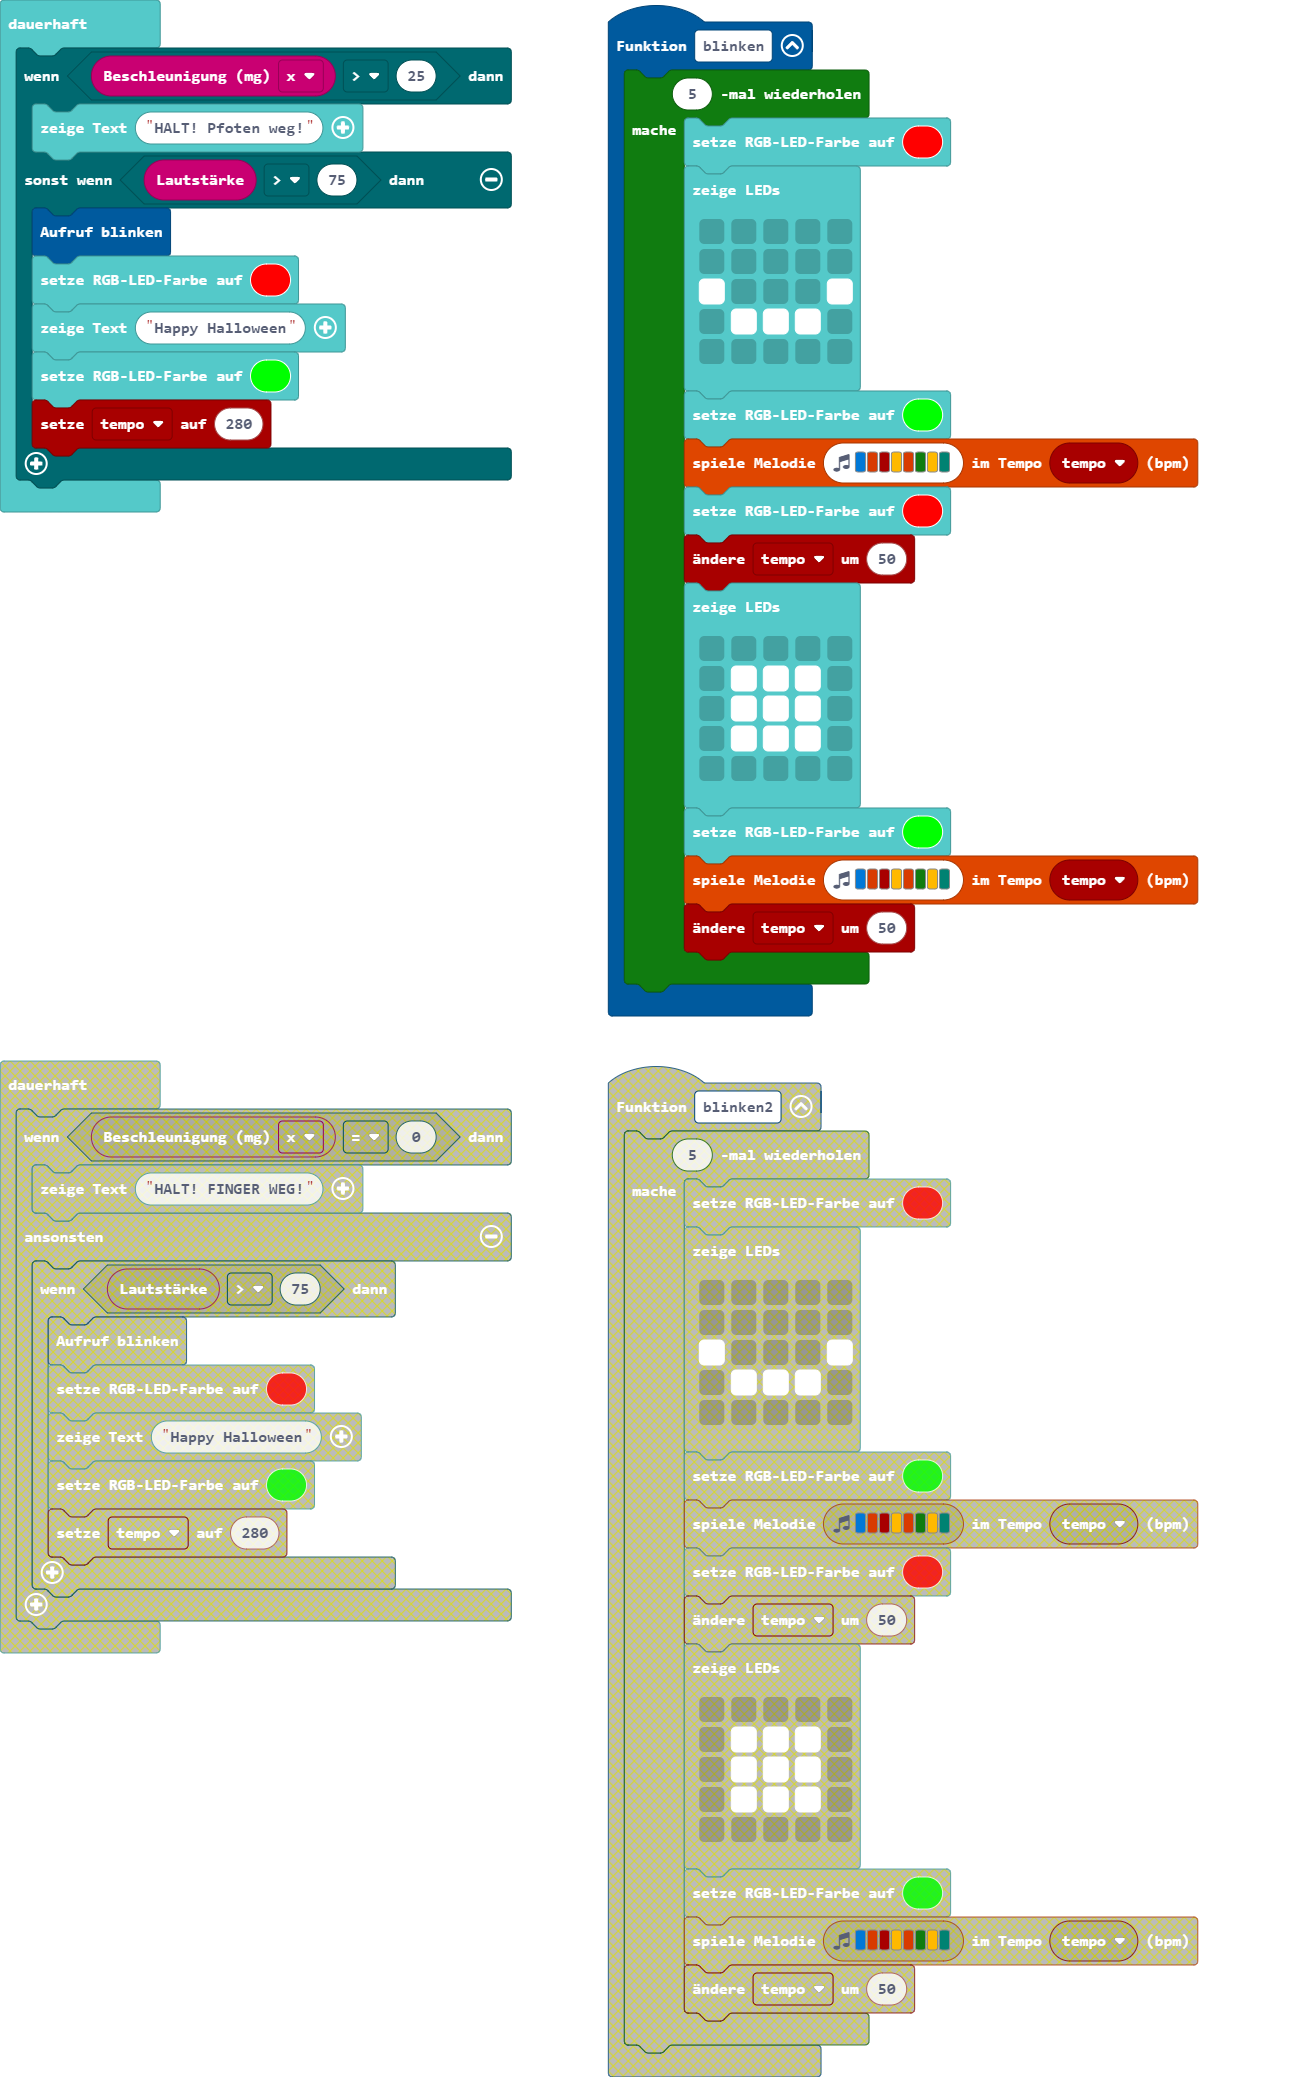 dauerhaft
wenn Beschleunigung (mg) x > 25 dann
zeige Text "HALT! Pfoten weg!"
sonst wenn Lautstärke > 75 dann
Aufruf blinken
setze RGB-LED-Farbe auf
zeige Text "Happy Halloween"
setze RGB-LED-Farbe auf
setze tempo auf 280
Funktion blinken
5 -mal wiederholen
mache
setze RGB-LED-Farbe auf
zeige LEDs
setze RGB-LED-Farbe auf
spiele Melodie im Tempo tempo (bpm)
setze RGB-LED-Farbe auf
ändere tempo um 50
zeige LEDs
setze RGB-LED-Farbe auf
spiele Melodie im Tempo tempo (bpm)
ändere tempo um 50
dauerhaft
wenn Beschleunigung (mg) x = 0 dann
zeige Text "HALT! FINGER WEG!"
ansonsten
wenn Lautstärke > 75 dann
Aufruf blinken
setze RGB-LED-Farbe auf
zeige Text "Happy Halloween"
setze RGB-LED-Farbe auf
setze tempo auf 280
Funktion blinken2
5 -mal wiederholen
mache
setze RGB-LED-Farbe auf
zeige LEDs
setze RGB-LED-Farbe auf
spiele Melodie im Tempo tempo (bpm)
setze RGB-LED-Farbe auf
ändere tempo um 50
zeige LEDs
setze RGB-LED-Farbe auf
spiele Melodie im Tempo tempo (bpm)
ändere tempo um 50